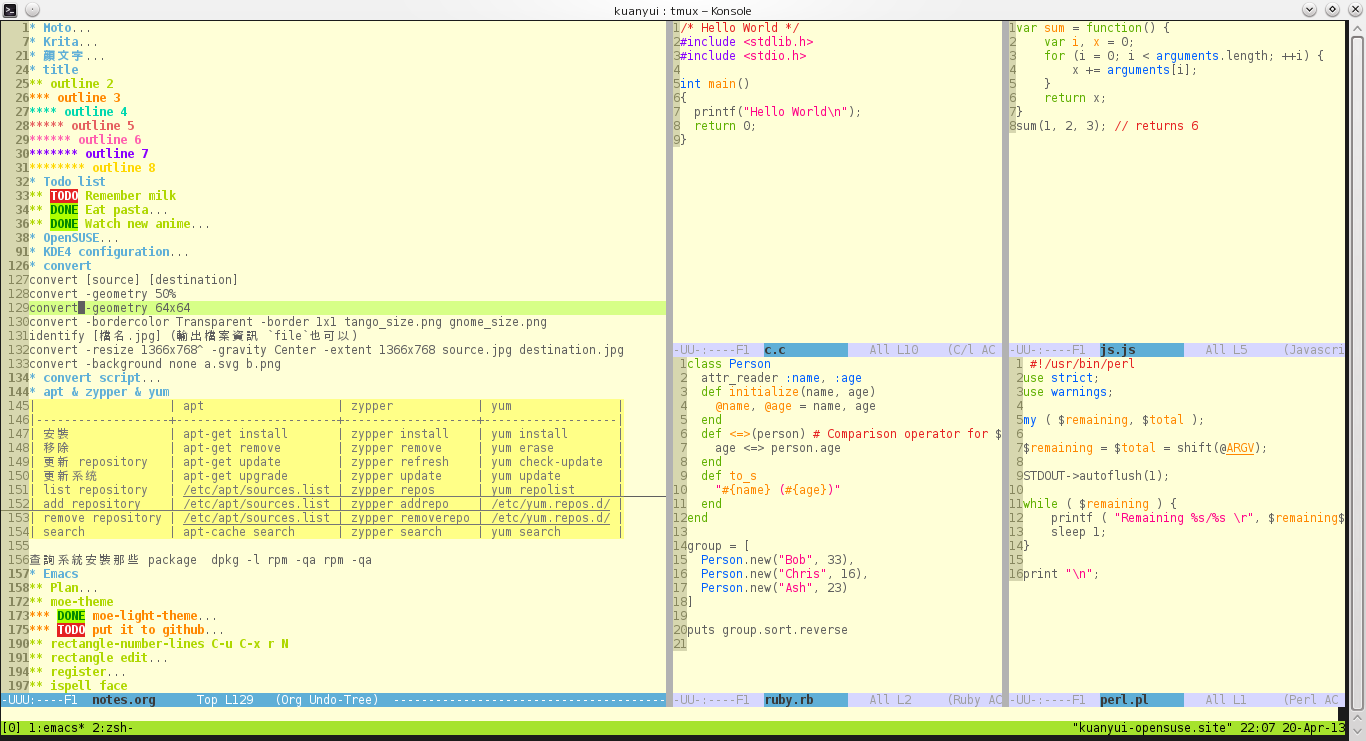 kuanyui : tmux – Konsole
1* Moto...
7* Krita...
21* 顏文字...
24* title
25** outline 2
26*** outline 3
27**** outline 4
28***** outline 5
29****** outline 6
30******* outline 7
31******** outline 8
32* Todo list
33** TODO Remember milk
34** DONE Eat pasta...
36** DONE Watch new anime...
38* OpenSUSE...
91* KDE4 configuration...
126* convert
127convert [source] [destination]
128convert -geometry 50%
129convert -geometry 64x64
130convert -bordercolor Transparent -border 1x1 tango_size.png gnome_size.png
131identify [檔名.jpg] (輸出檔案資訊 `file`也可以)
132convert -resize 1366x768^ -gravity Center -extent 1366x768 source.jpg destination.jpg
133convert -background none a.svg b.png
134* convert script...
144* apt & zypper & yum
145| | apt | zypper | yum |
146|-------------------+-----------------------+-------------------+-------------------|
147| 安裝 | apt-get install | zypper install | yum install |
148| 移除 | apt-get remove | zypper remove | yum erase |
149| 更新 repository | apt-get update | zypper refresh | yum check-update |
150| 更新系統 | apt-get upgrade | zypper update | yum update |
151| list repository | /etc/apt/sources.list | zypper repos | yum repolist |
152| add repository | /etc/apt/sources.list | zypper addrepo | /etc/yum.repos.d/ |
153| remove repository | /etc/apt/sources.list | zypper removerepo | /etc/yum.repos.d/ |
154| search | apt-cache search | zypper search | yum search |
155
156查詢系統安裝那些 package dpkg -l rpm -qa rpm -qa
157* Emacs
158** Plan...
172** moe-theme
173*** DONE moe-light-theme...
175*** TODO put it to github...
190** rectangle-number-lines C-u C-x r N
191** rectangle edit...
194** register...
197** ispell face
-UUU:----F1 notes.org Top L129 (Org Undo-Tree) ---------------------------------------
1/* Hello World */
2#include <stdlib.h>
3#include <stdio.h>
4
5int main()
6{
7 printf("Hello World\n");
8 return 0;
9}
-UU-:----F1 c.c All L10 (C/l AC
1class Person
2 attr_reader :name, :age
3 def initialize(name, age)
4 @name, @age = name, age
5 end
6 def <=>(person) # Comparison operator for $
7 age <=> person.age
8 end
9 def to_s
10 "#{name} (#{age})"
11 end
12end
13
14group = [
15 Person.new("Bob", 33),
16 Person.new("Chris", 16),
17 Person.new("Ash", 23)
18]
19
20puts group.sort.reverse
21
-UU-:----F1 ruby.rb All L2 (Ruby AC
1var sum = function() {
2 var i, x = 0;
3 for (i = 0; i < arguments.length; ++i) {
4 x += arguments[i];
5 }
6 return x;
7}
8sum(1, 2, 3); // returns 6
-UU-:----F1 js.js All L5 (Javascri
1 #!/usr/bin/perl
2use strict;
3use warnings;
4
5my ( $remaining, $total );
6
7$remaining = $total = shift(@ARGV);
8
9STDOUT->autoflush(1);
10
11while ( $remaining ) {
12 printf ( "Remaining %s/%s \r", $remaining$
13 sleep 1;
14}
15
16print "\n";
-UU-:----F1 perl.pl All L1 (Perl AC
[0] 1:emacs* 2:zsh- "kuanyui-opensuse.site" 22:07 20-Apr-13